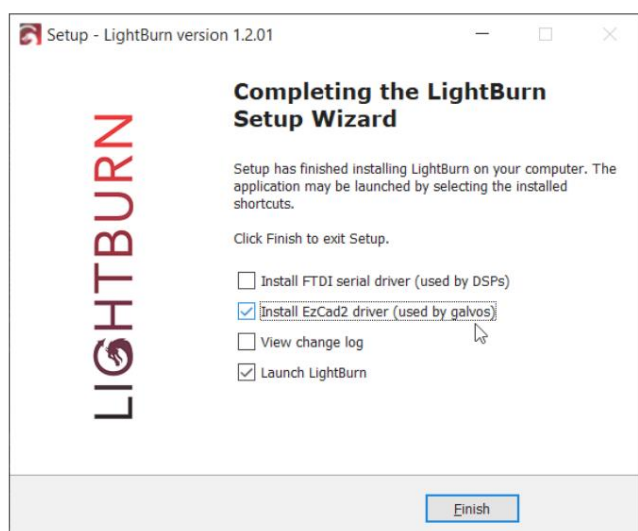 Setup - LightBurn version 1.2.01
LIGHTBURN
Completing the LightBurn
Setup Wizard
Setup has finished installing LightBurn on your computer. The
application may be launched by selecting the installed
shortcuts.
Click Finish to exit Setup.
Install FTDI serial driver (used by DSPs)
Install EzCad2 driver (used by galvos)
View change log
Launch LightBurn
Finish